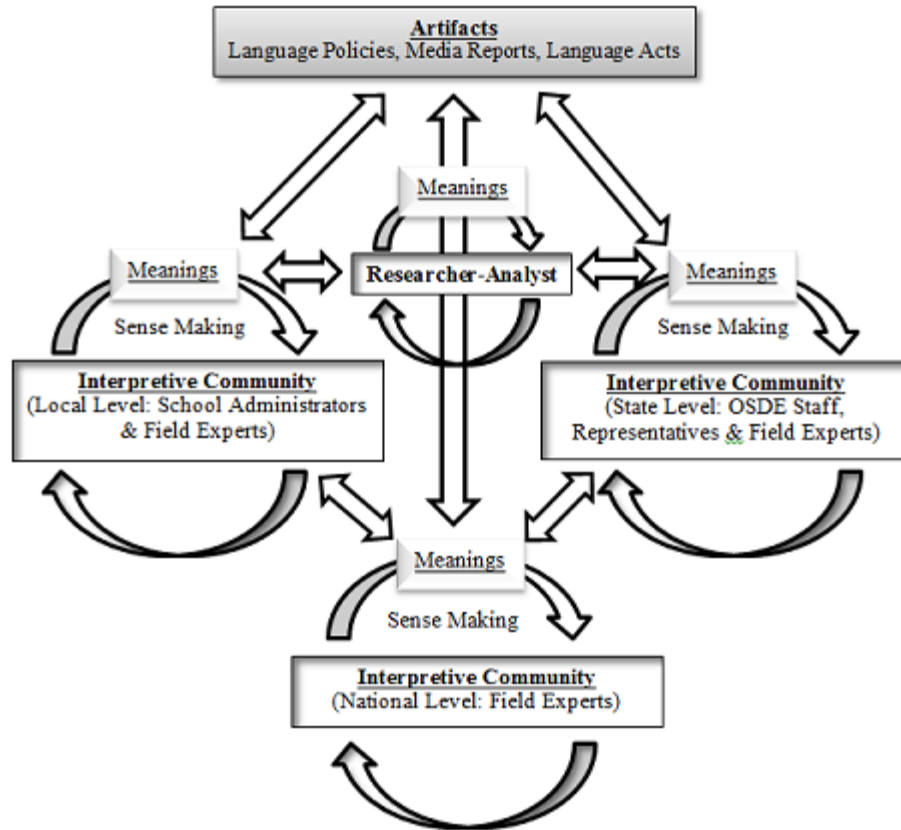 Artifacts
Language Policies, Media Reports, Language Acts
Meanings
Researcher-Analyst
Meanings
Sense Making
Interpretive Community
(Local Level: School Administrators
& Field Experts)
Meanings
Sense Making
Interpretive Community
(State Level: OSDE Staff,
Representatives & Field Experts)
Meanings
Sense Making
Interpretive Community
(National Level: Field Experts)